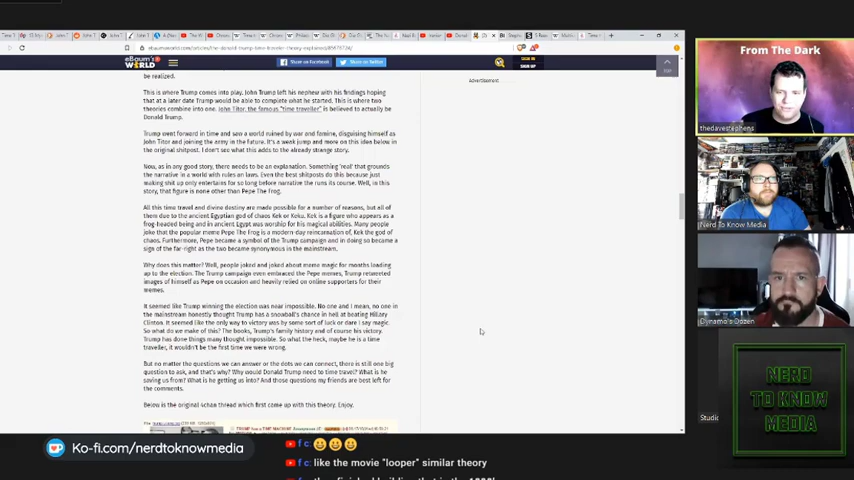 ebaumsworld.com/articles/the-donald-trump-time-traveler-theory-explained/85676726/
eBaum's
WORLD
Share on Facebook
Share on Twitter
SIGN IN
SIGN UP
TOP
Advertisement
be realized.
This is where Trump comes into play. John Trump left his nephew with his findings hoping
that at a later date Trump would be able to complete what he started. This is where two
theories combine into one. John Titor, the famous "time traveller" is believed to actually be
Donald Trump.
Trump went forward in time and saw a world ruined by war and famine, disguising himself as
John Titor and joining the army in the future. It's a weak jump and more on this idea below in
the original shitpost. I don't see what this adds to the already strange story.
Now, as in any good story, there needs to be an explanation. Something 'real' that grounds
the narrative in a world with rules an laws. Even the best shitposts do this because just
making shit up only entertains for so long before narrative the runs its course. Well, in this
story, that figure is none other than Pepe The Frog.
All this time travel and divine destiny are made possible for a number of reasons, but all of
them due to the ancient Egyptian god of chaos Kek or Keku. Kek is a figure who appears as a
frog-headed being and in ancient Egypt was worship for his magical abilities. Many people
joke that the popular meme Pepe The Frog is a modern-day reincarnation of, Kek the god of
chaos. Furthermore, Pepe became a symbol of the Trump campaign and in doing so became a
sign of the far-right as the two became synonymous in the mainstream.
Why does this matter? Well, people joked and joked about meme magic for months leading
up to the election. The Trump campaign even embraced the Pepe memes, Trump retweeted
images of himself as Pepe on occasion and heavily relied on online supporters for their
memes.
It seemed like Trump winning the election was near impossible. No one and I mean, no one in
the mainstream honestly thought Trump has a snowball's chance in hell at beating Hillary
Clinton. It seemed like the only way to victory was by some sort of luck or dare I say magic.
So what do we make of this? The books, Trump's family history and of course his victory.
Trump has done things many thought impossible. So what the heck, maybe he is a time
traveller, it wouldn't be the first time we were wrong.
But no matter the questions we can answer or the dots we can connect, there is still one big
question to ask, and that's why? Why would Donald Trump need to time travel? What is he
saving us from? What is he getting us into? And those questions my friends are best left for
the comments.
Below is the original 4chan thread which first came up with this theory. Enjoy.
From The Dark
thedavestephens
Nerd To Know Media
Dynamo's Dozen
Studio
NERD
TO KNOW
MEDIA
Ko-fi.com/nerdtoknowmedia
f c:
f c: like the movie "looper" similar theory